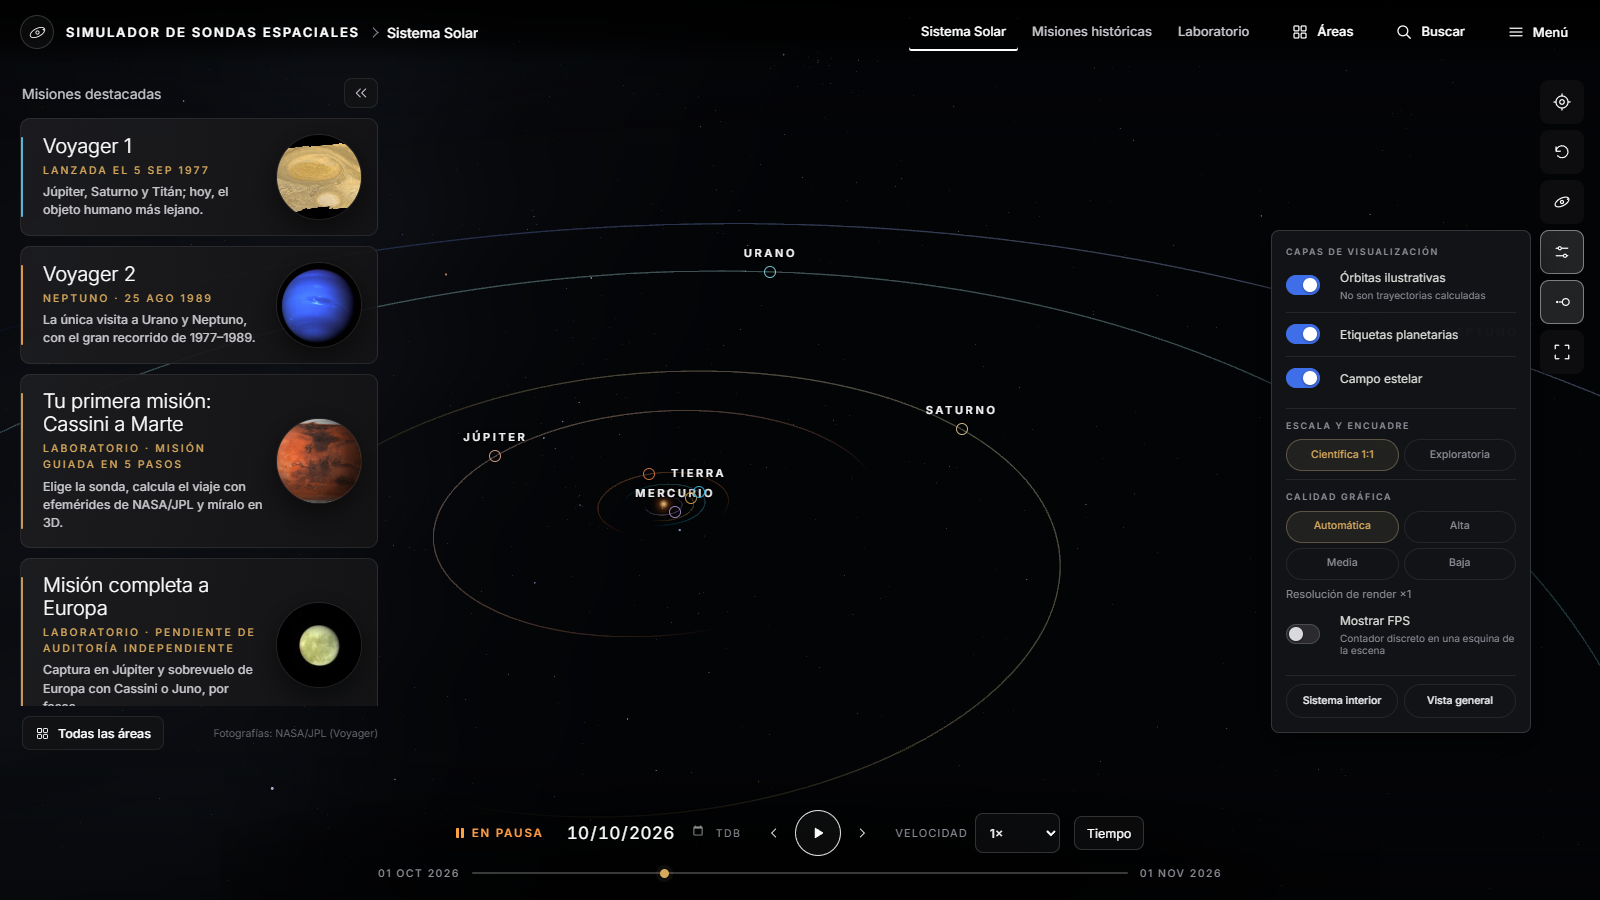 SIMULADOR DE SONDAS ESPACIALES > Sistema Solar
Sistema Solar
Misiones históricas
Laboratorio
Áreas
Buscar
Menú
Misiones destacadas
Voyager 1
LANZADA EL 5 SEP 1977
Júpiter, Saturno y Titán; hoy, el
objeto humano más lejano.
Voyager 2
NEPTUNO · 25 AGO 1989
La única visita a Urano y Neptuno,
con el gran recorrido de 1977–1989.
Tu primera misión:
Cassini a Marte
LABORATORIO · MISIÓN
GUIADA EN 5 PASOS
Elige la sonda, calcula el viaje con
efemérides de NASA/JPL y míralo en
3D.
Misión completa a
Europa
LABORATORIO · PENDIENTE DE
AUDITORÍA INDEPENDIENTE
Captura en Júpiter y sobrevuelo de
Europa con Cassini o Juno, por
Todas las áreas
Fotografías: NASA/JPL (Voyager)
URANO
SATURNO
JÚPITER
TIERRA
MERCURIO
CAPAS DE VISUALIZACIÓN
Órbitas ilustrativas
No son trayectorias calculadas
Etiquetas planetarias
Campo estelar
ESCALA Y ENCUADRE
Científica 1:1
Exploratoria
CALIDAD GRÁFICA
Automática
Alta
Media
Baja
Resolución de render ×1
Mostrar FPS
Contador discreto en una esquina de
la escena
Sistema interior
Vista general
EN PAUSA
10/10/2026
TDB
VELOCIDAD
1×
Tiempo
01 OCT 2026
01 NOV 2026